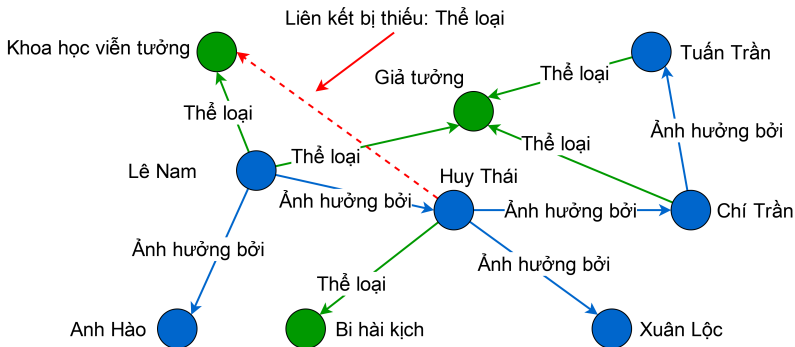 Liên kết bị thiếu: Thể loại
Khoa học viễn tưởng
Tuấn Trần
Giả tưởng
Thể loại
Thể loại
Ảnh hưởng bởi
Thể loại
Thể loại
Lê Nam
Huy Thái
Ảnh hưởng bởi
Ảnh hưởng bởi
Chí Trần
Ảnh hưởng bởi
Ảnh hưởng bởi
Thể loại
Anh Hào
Bi hài kịch
Xuân Lộc